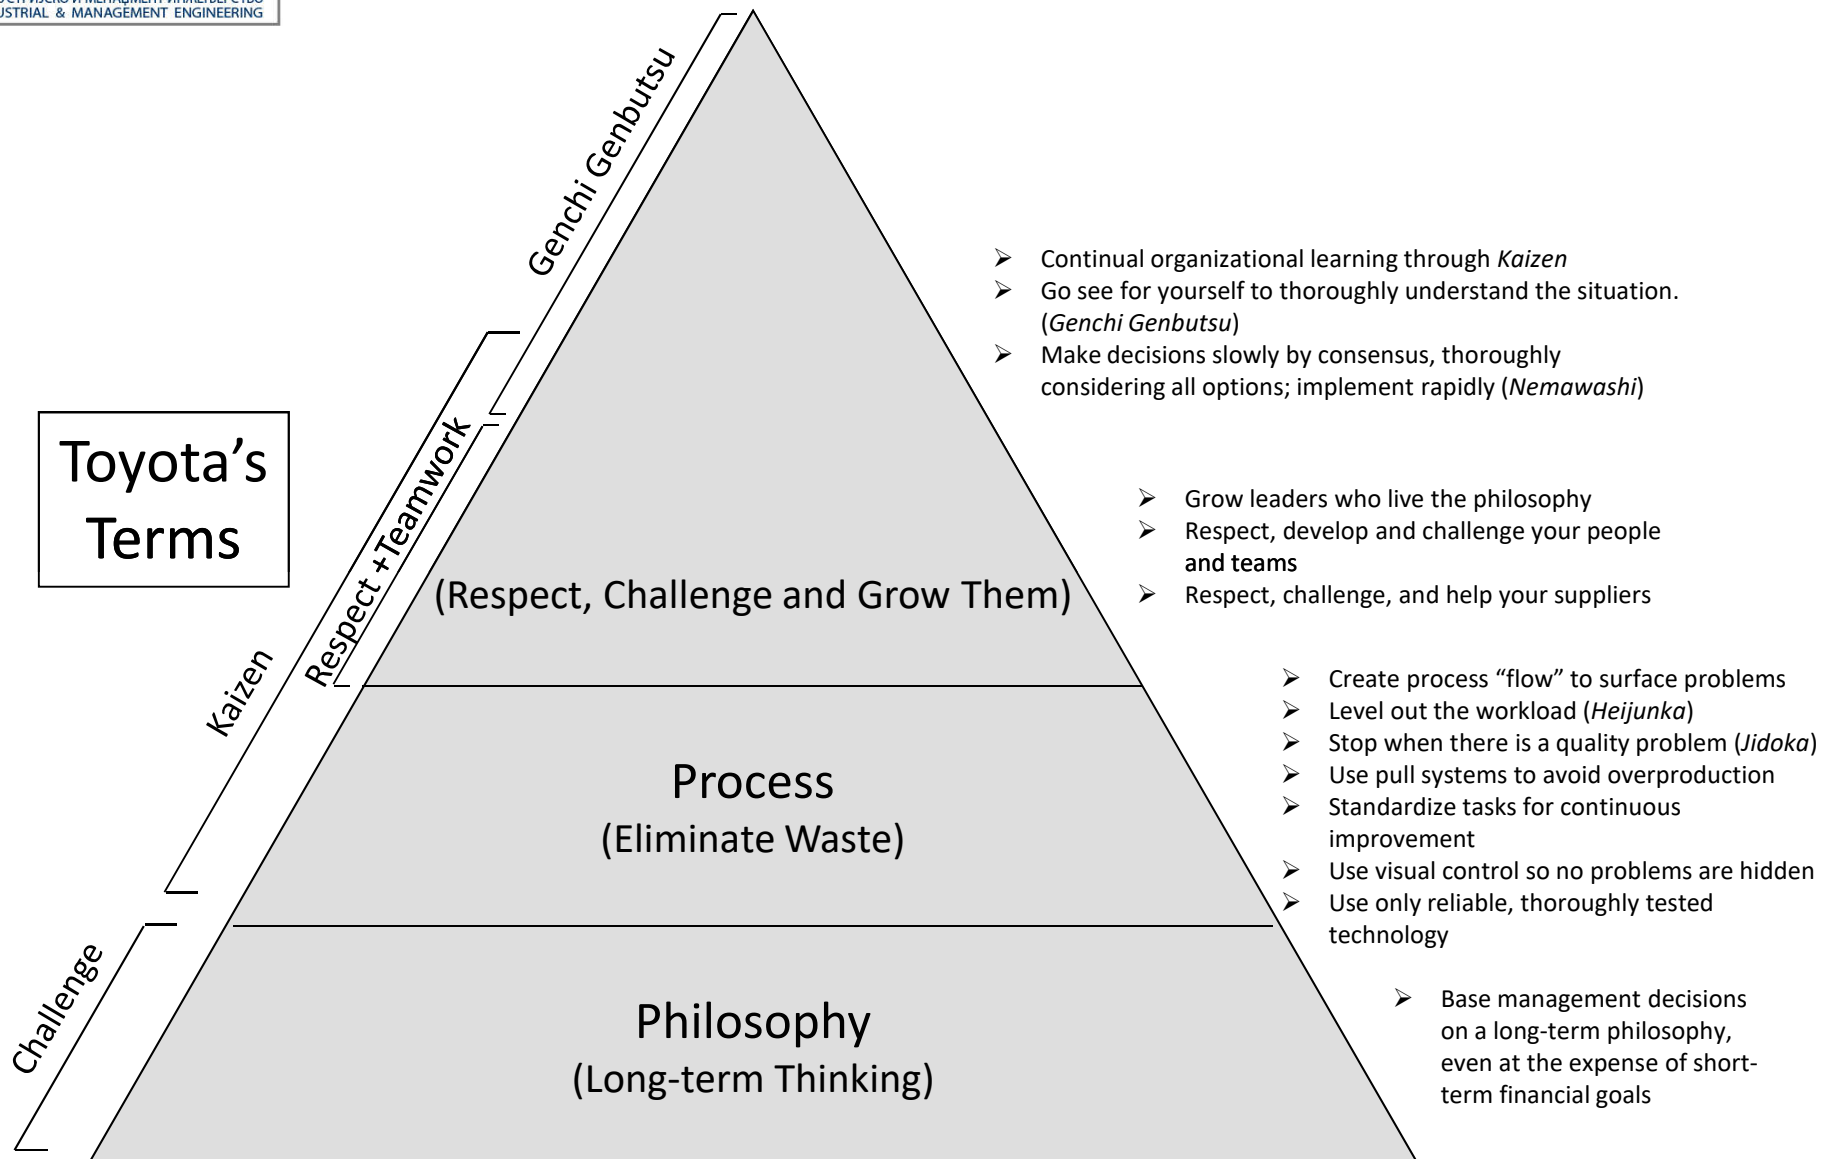 INDUSTRIAL & MANAGEMENT ENGINEERING
Genchi Genbutsu
➢ Continual organizational learning through Kaizen
➢ Go see for yourself to thoroughly understand the situation.
(Genchi Genbutsu)
➢ Make decisions slowly by consensus, thoroughly
considering all options; implement rapidly (Nemawashi)
Toyota’s
Terms
Respect +Teamwork
➢ Grow leaders who live the philosophy
➢ Respect, develop and challenge your people
and teams
➢ Respect, challenge, and help your suppliers
(Respect, Challenge and Grow Them)
Kaizen
➢ Create process “flow” to surface problems
➢ Level out the workload (Heijunka)
➢ Stop when there is a quality problem (Jidoka)
➢ Use pull systems to avoid overproduction
➢ Standardize tasks for continuous
improvement
➢ Use visual control so no problems are hidden
➢ Use only reliable, thoroughly tested
technology
Process
(Eliminate Waste)
Challenge
Philosophy
(Long-term Thinking)
➢ Base management decisions
on a long-term philosophy,
even at the expense of short-
term financial goals